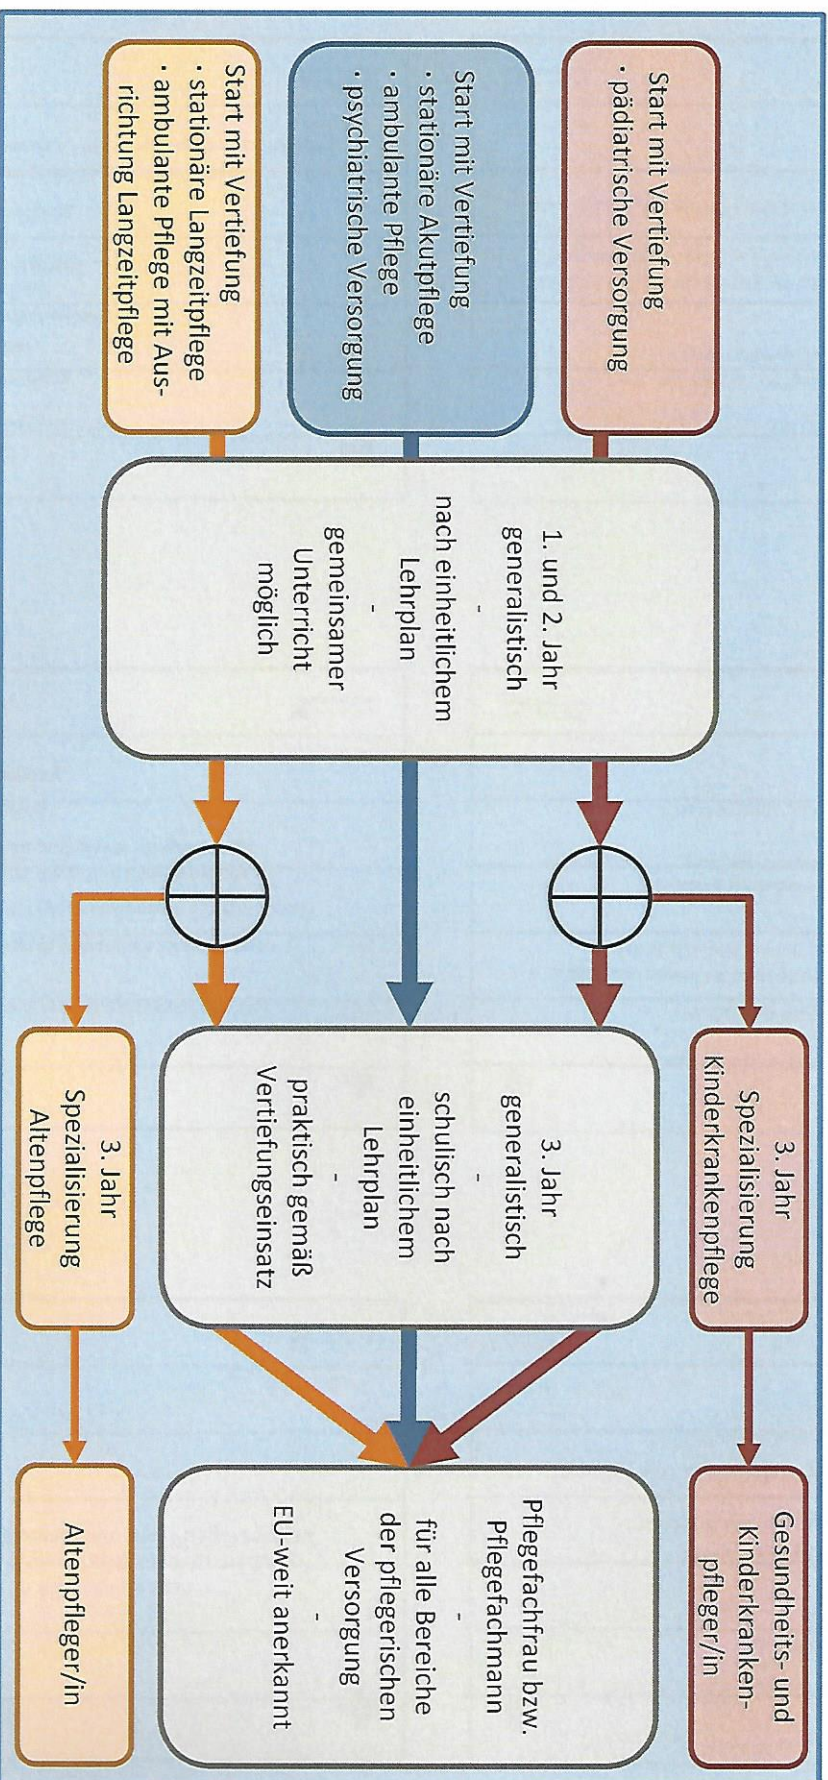 Start mit Vertiefung
· pädiatrische Versorgung
Start mit Vertiefung
· stationäre Akutpflege
· ambulante Pflege
· psychiatrische Versorgung
Start mit Vertiefung
· stationäre Langzeitpflege
· ambulante Pflege mit Aus-
richtung Langzeitpflege
1. und 2. Jahr
generalistisch
-
nach einheitlichem
Lehrplan
-
gemeinsamer
Unterricht
möglich
3. Jahr
Spezialisierung
Kinderkrankenpflege
3. Jahr
generalistisch
-
schulisch nach
einheitlichem
Lehrplan
-
praktisch gemäß
Vertiefungseinsatz
3. Jahr
Spezialisierung
Altenpflege
Gesundheits- und
Kinderkranken-
pfleger/in
Pflegefachfrau bzw.
Pflegefachmann
-
für alle Bereiche
der pflegerischen
Versorgung
-
EU-weit anerkannt
Altenpfleger/in